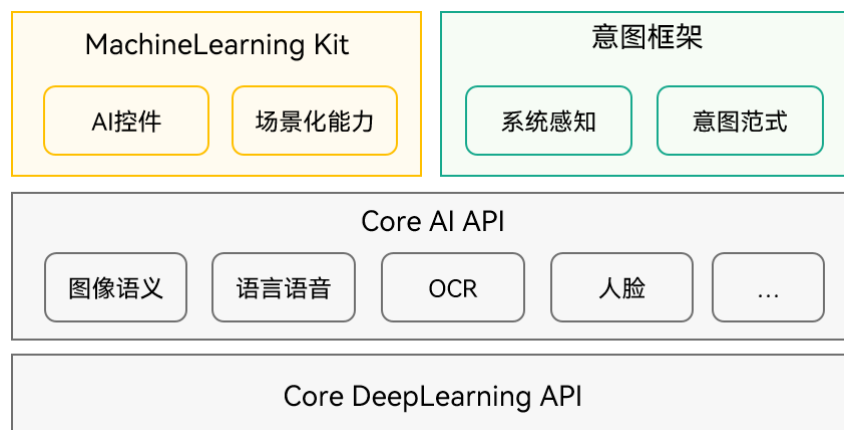 MachineLearning Kit
AI控件
场景化能力
意图框架
系统感知
意图范式
Core AI API
图像语义
语言语音
OCR
人脸
...
Core DeepLearning API